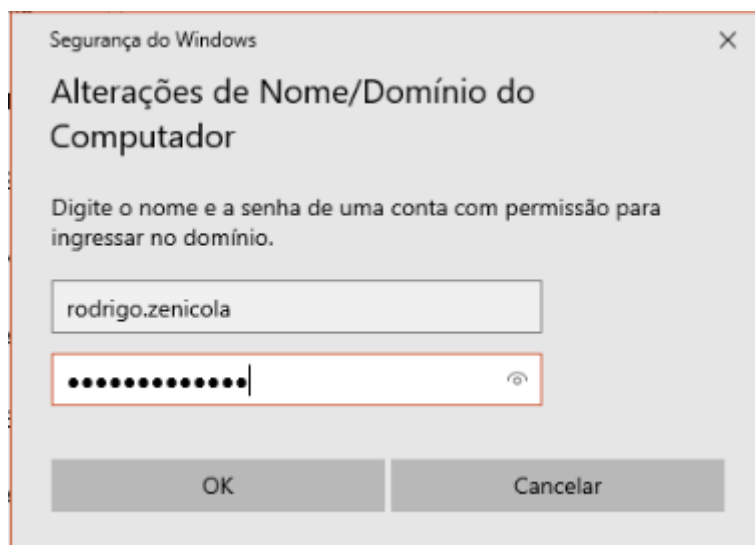 Segurança do Windows
Alterações de Nome/Domínio do
Computador
Digite o nome e a senha de uma conta com permissão para
ingressar no domínio.
rodrigo.zenicola
●●●●●●●●●●●●●
OK
Cancelar